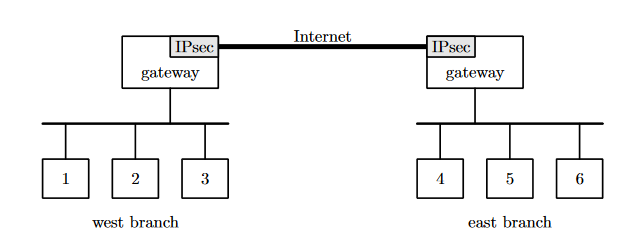 Internet
IPsec IPsec
gateway gateway
1 2 3 4 5 6
west branch east branch